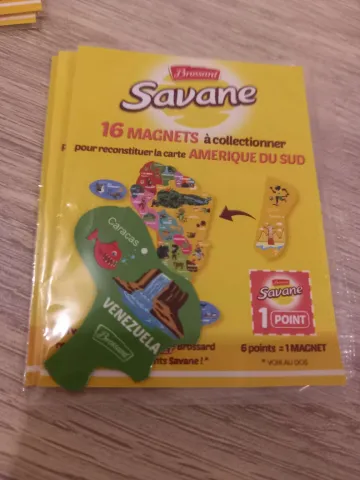 Brossard
Savane
16 MAGNETS à collectionner
pour reconstituer la carte AMERIQUE DU SUD
Caracas
VENEZUELA
Brossard
Savane
1 POINT
Brossard
nts Savane ! *
6 points = 1 MAGNET
* VOIR AU DOS